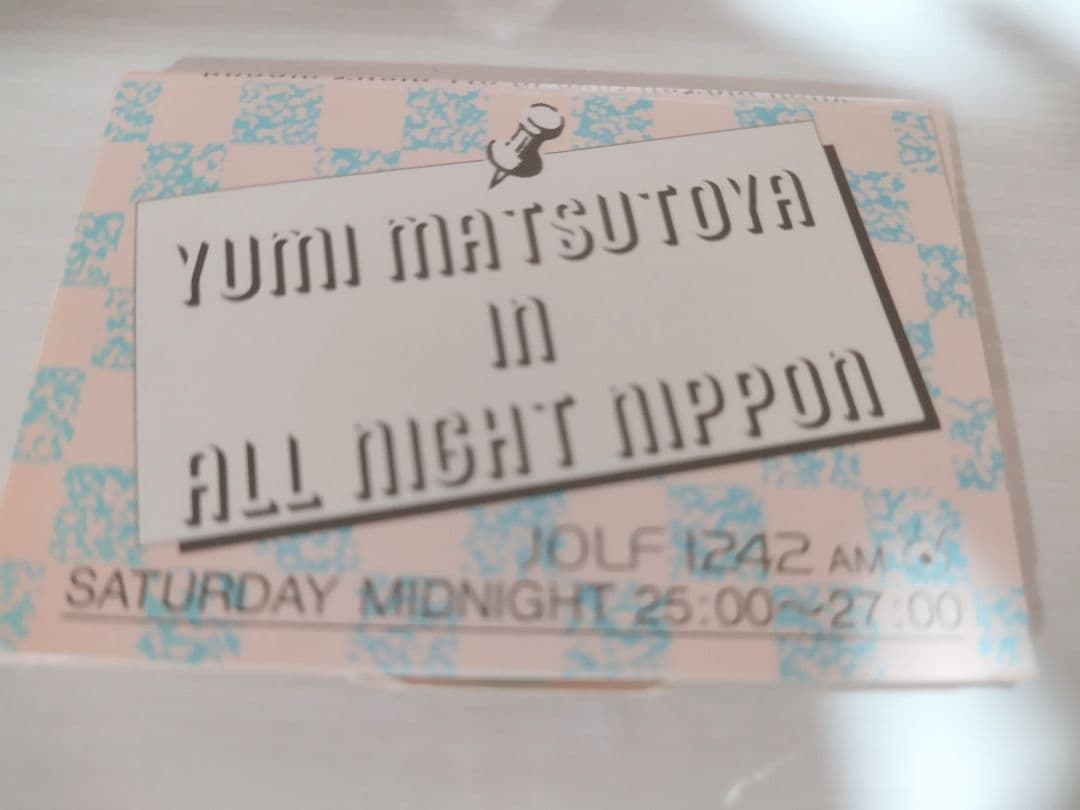 YUMI MATSUTOYA
IN
ALL NIGHT NIPPON
JOLF 1242 AM
SATURDAY MIDNIGHT 25:00～27:00